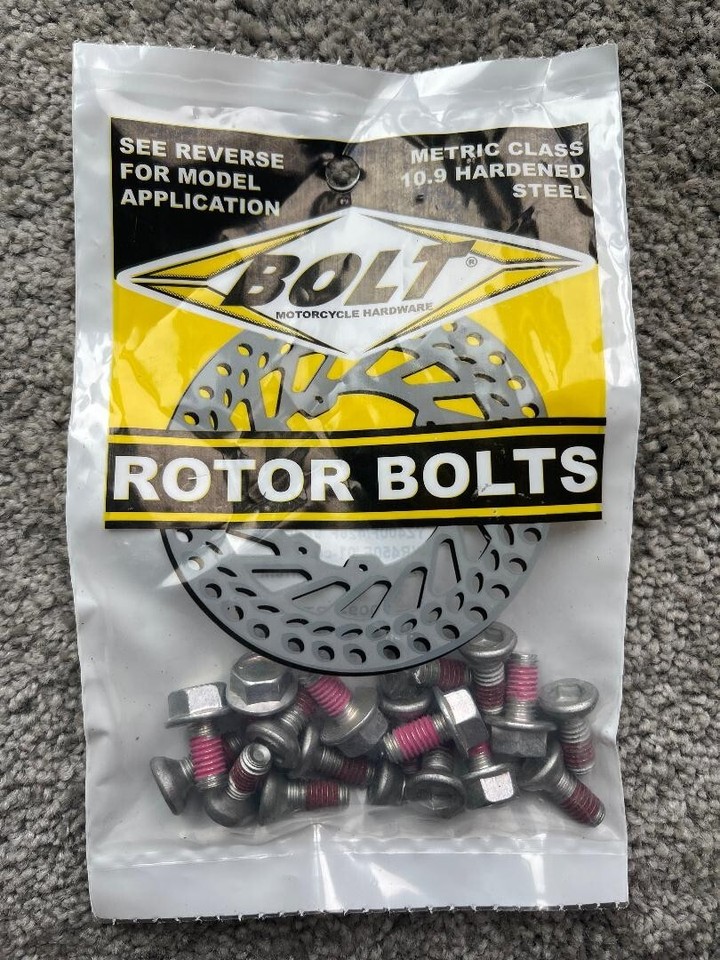 SEE REVERSE
FOR MODEL
APPLICATION
METRIC CLASS
10.9 HARDENED
STEEL
BOLT®
MOTORCYCLE HARDWARE
ROTOR BOLTS